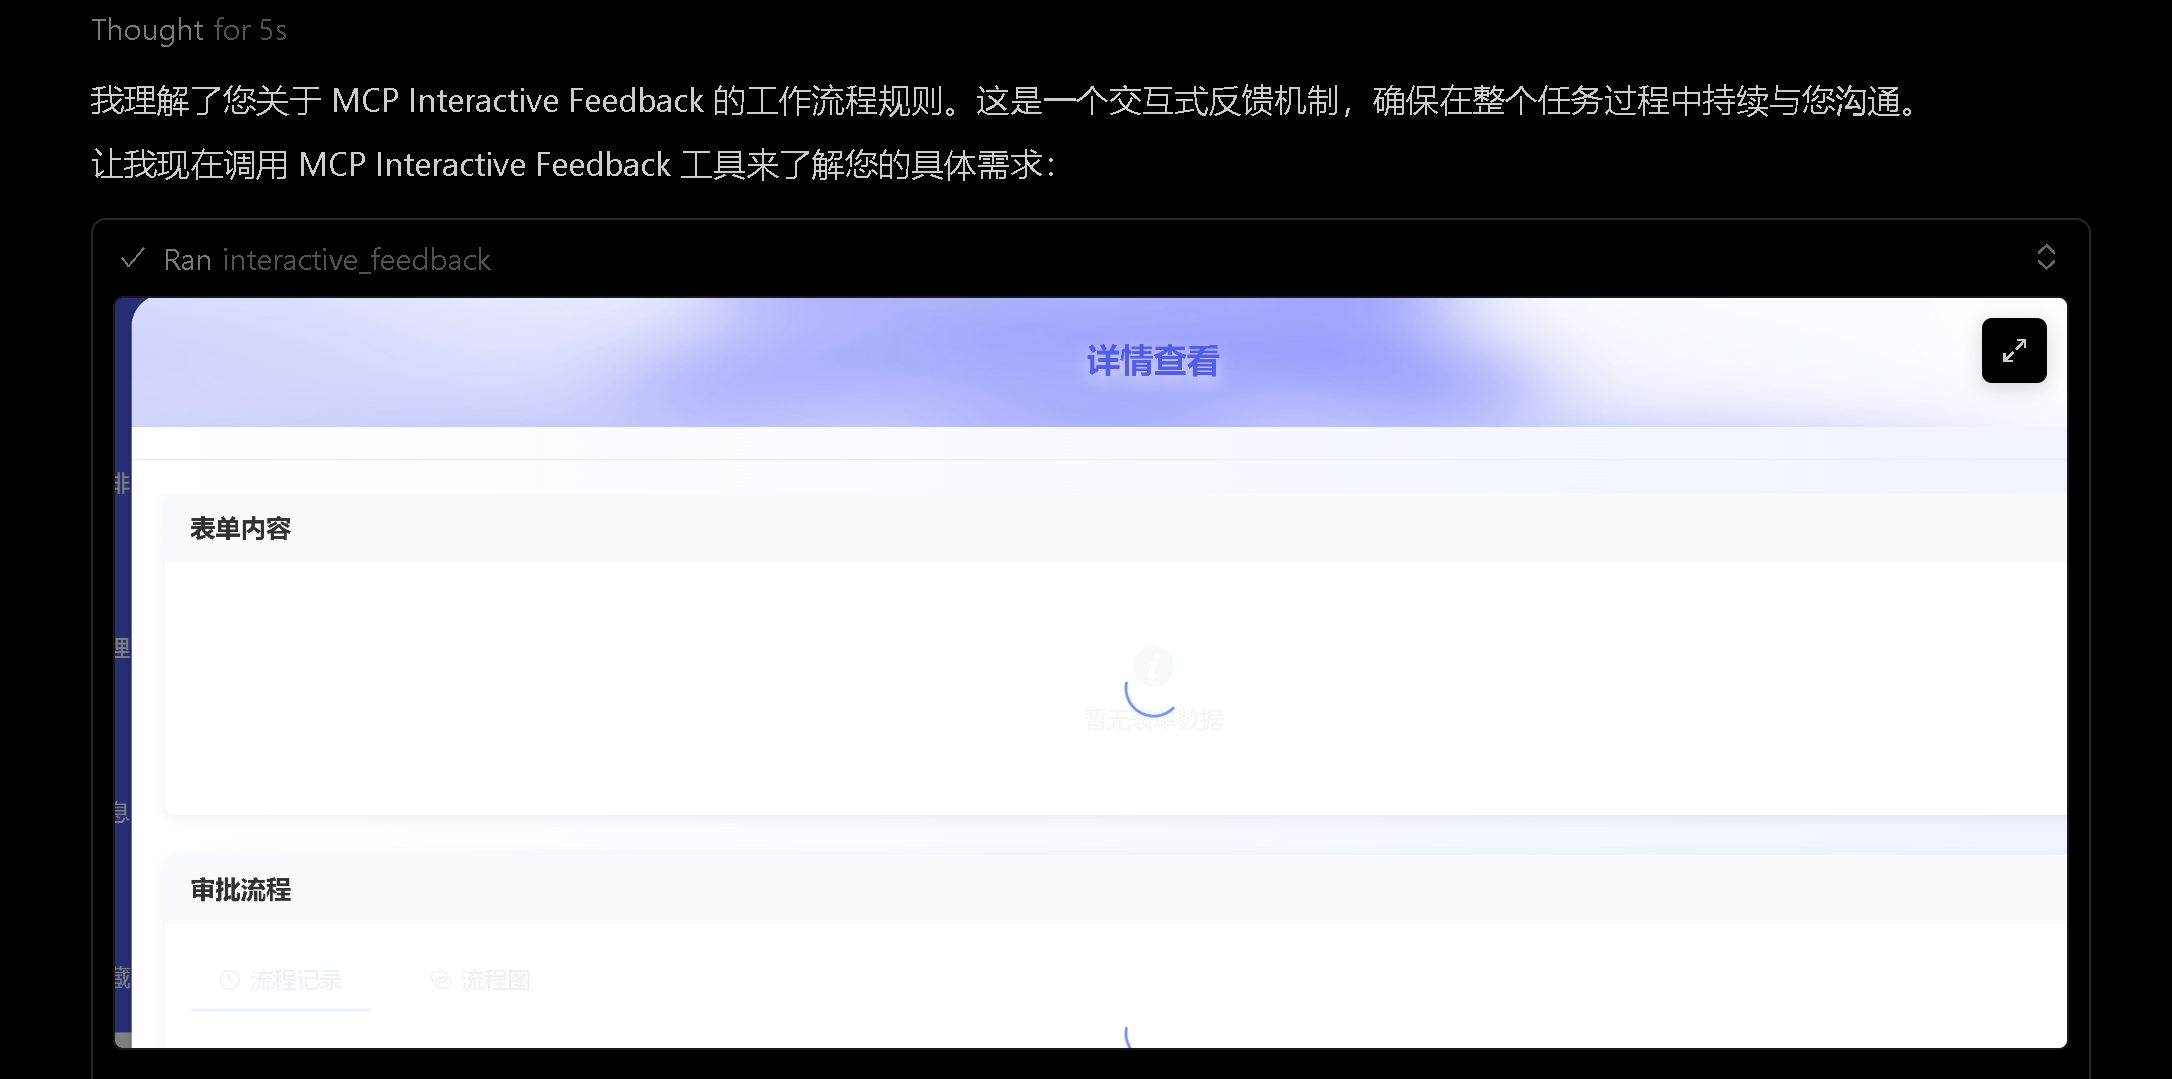 Thought for 5s
我理解了您关于 MCP Interactive Feedback 的工作流程规则。这是一个交互式反馈机制，确保在整个任务过程中持续与您沟通。
让我现在调用 MCP Interactive Feedback 工具来了解您的具体需求：
Ran interactive_feedback
详情查看
排
表单内容
理
暂无表单数据
息
审批流程
藏
流程记录 流程图